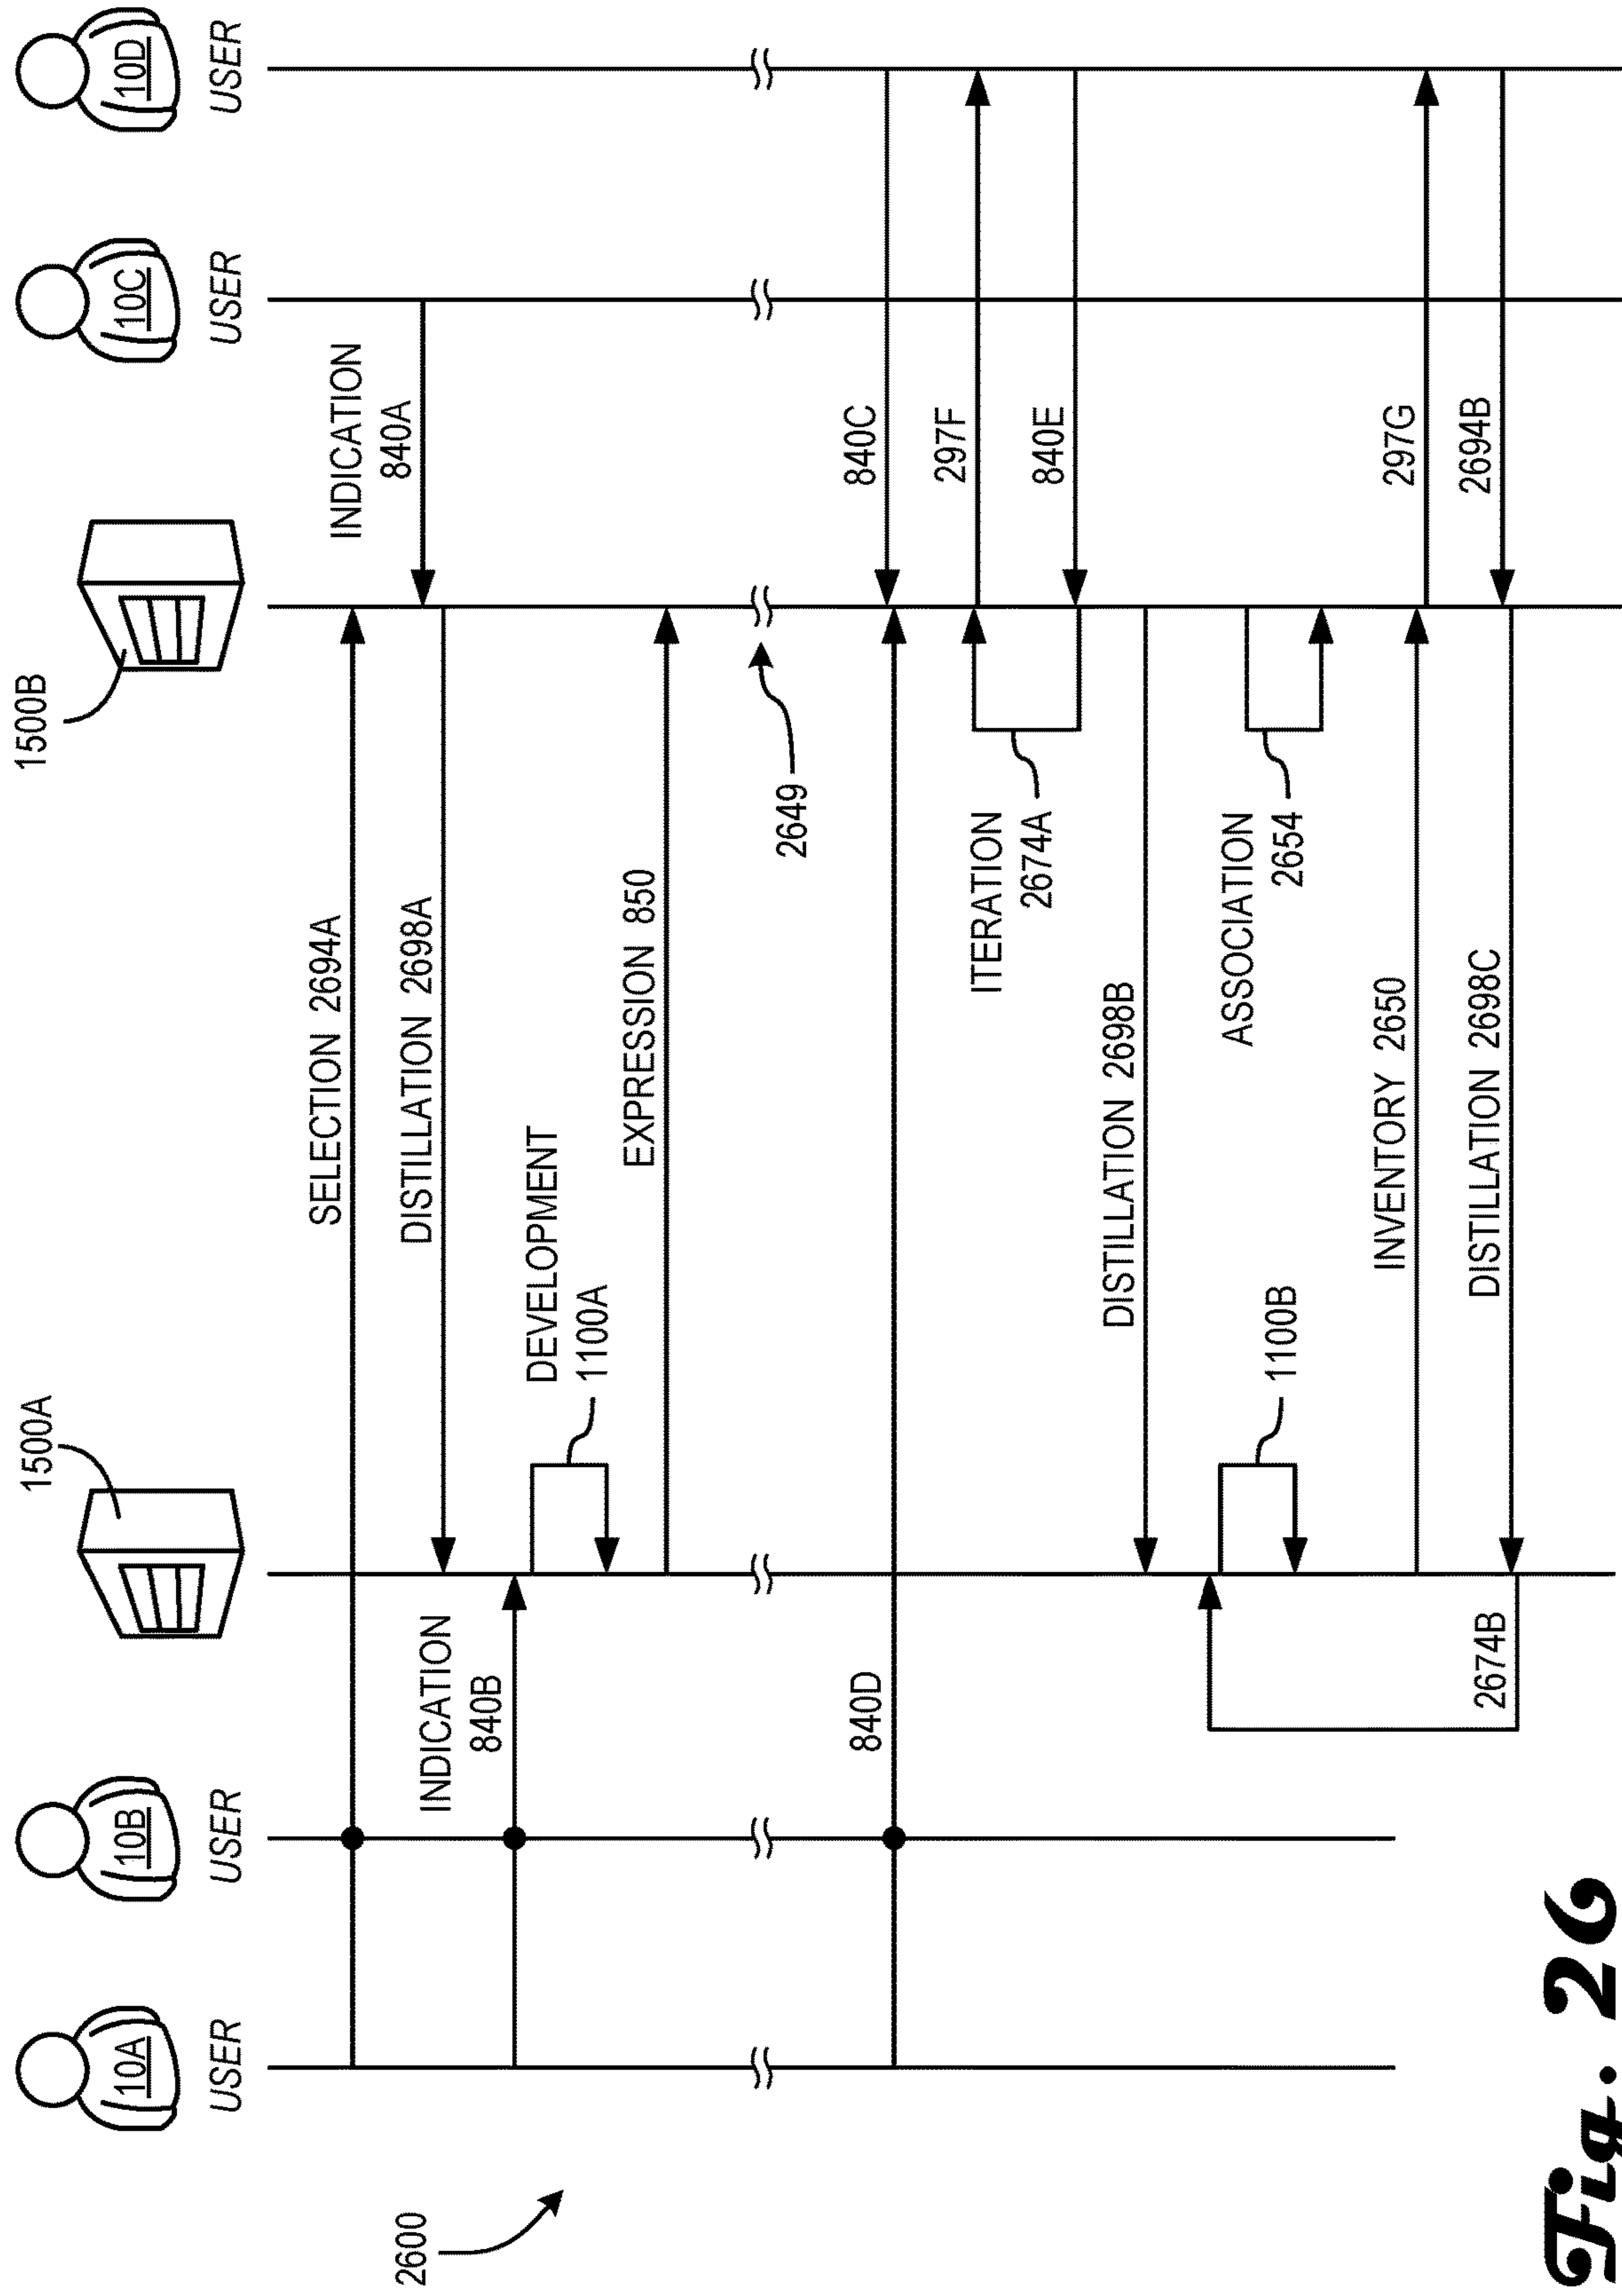 10A
USER
10B
USER
1500A
1500B
10C
USER
10D
USER
2600
SELECTION 2694A
INDICATION
840A
DISTILLATION 2698A
INDICATION
840B
DEVELOPMENT
1100A
EXPRESSION 850
2649
840C
840D
297F
ITERATION
2674A
840E
DISTILLATION 2698B
ASSOCIATION
2654
1100B
INVENTORY 2650
297G
2694B
DISTILLATION 2698C
2674B
Fig. 26